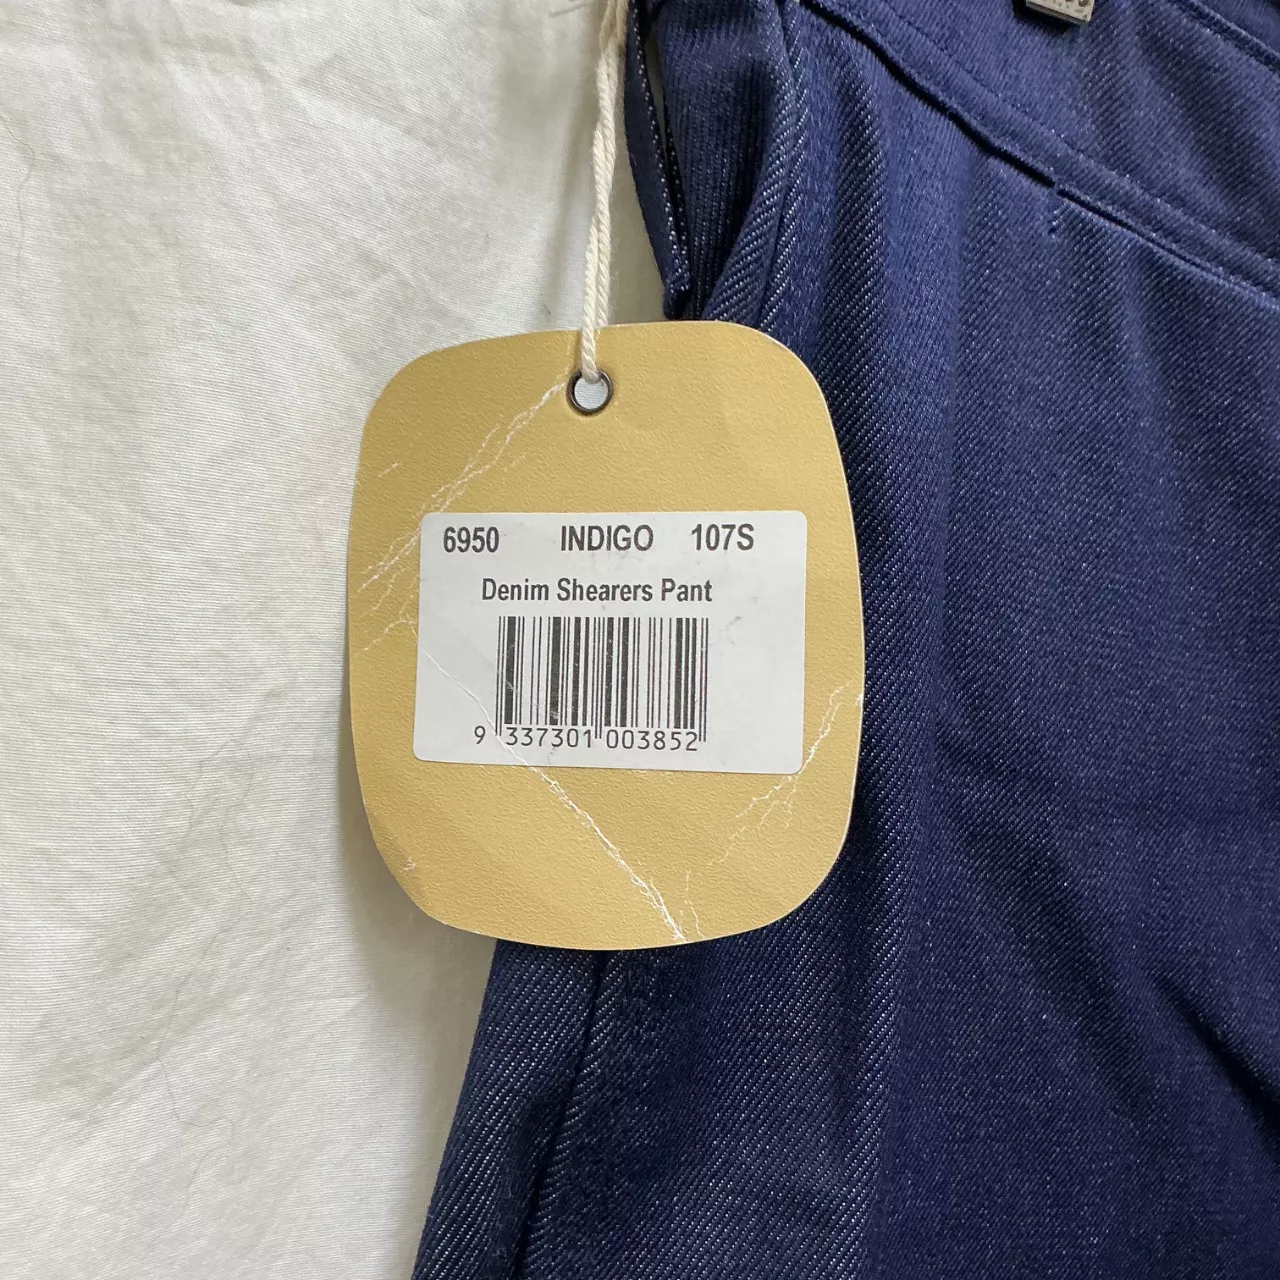 6950 INDIGO 107S
Denim Shearers Pant
9 337301 003852